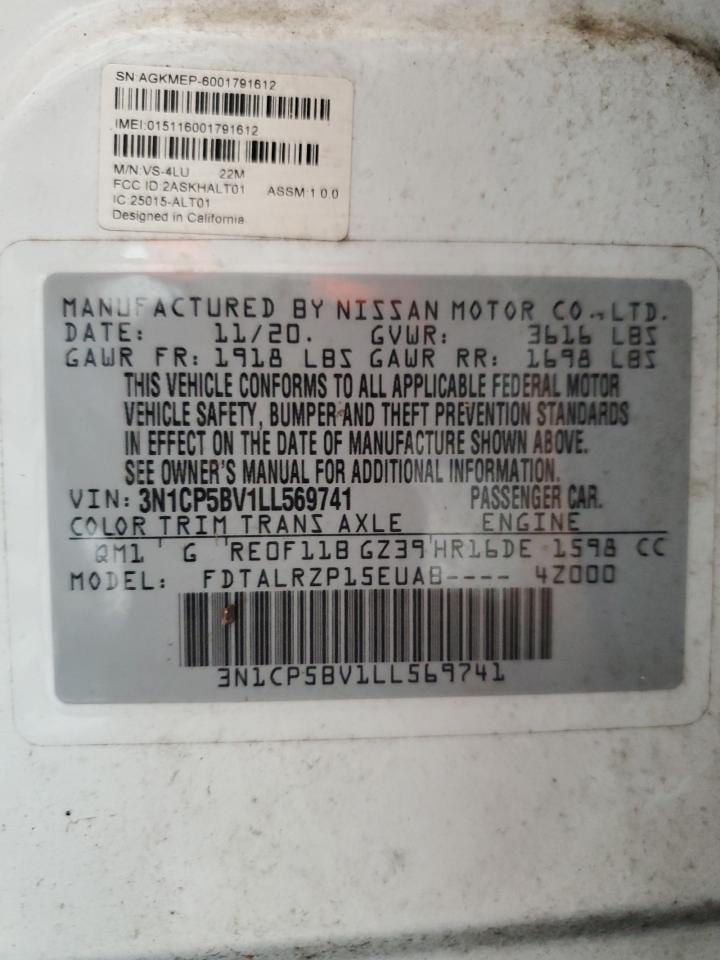 SN:AGKMEP-6001791612
IMEI:015116001791612
M/N:VS-4LU 22M
FCC ID:2ASKHALT01 ASSM:1.0.0
IC:25015-ALT01
Designed in California
MANUFACTURED BY NISSAN MOTOR CO.,LTD.
DATE: 11/20. GVWR: 3616 LBS
GAWR FR: 1918 LBS GAWR RR: 1698 LBS
THIS VEHICLE CONFORMS TO ALL APPLICABLE FEDERAL MOTOR
VEHICLE SAFETY, BUMPER AND THEFT PREVENTION STANDARDS
IN EFFECT ON THE DATE OF MANUFACTURE SHOWN ABOVE.
SEE OWNER'S MANUAL FOR ADDITIONAL INFORMATION.
VIN: 3N1CP5BV1LL569741 PASSENGER CAR.
COLOR TRIM TRANS AXLE ENGINE
QM1 G RE0F11B GZ39 HR16DE 1598 CC
MODEL: FDTALRZP15EUAB---- 4Z000
3N1CP5BV1LL569741